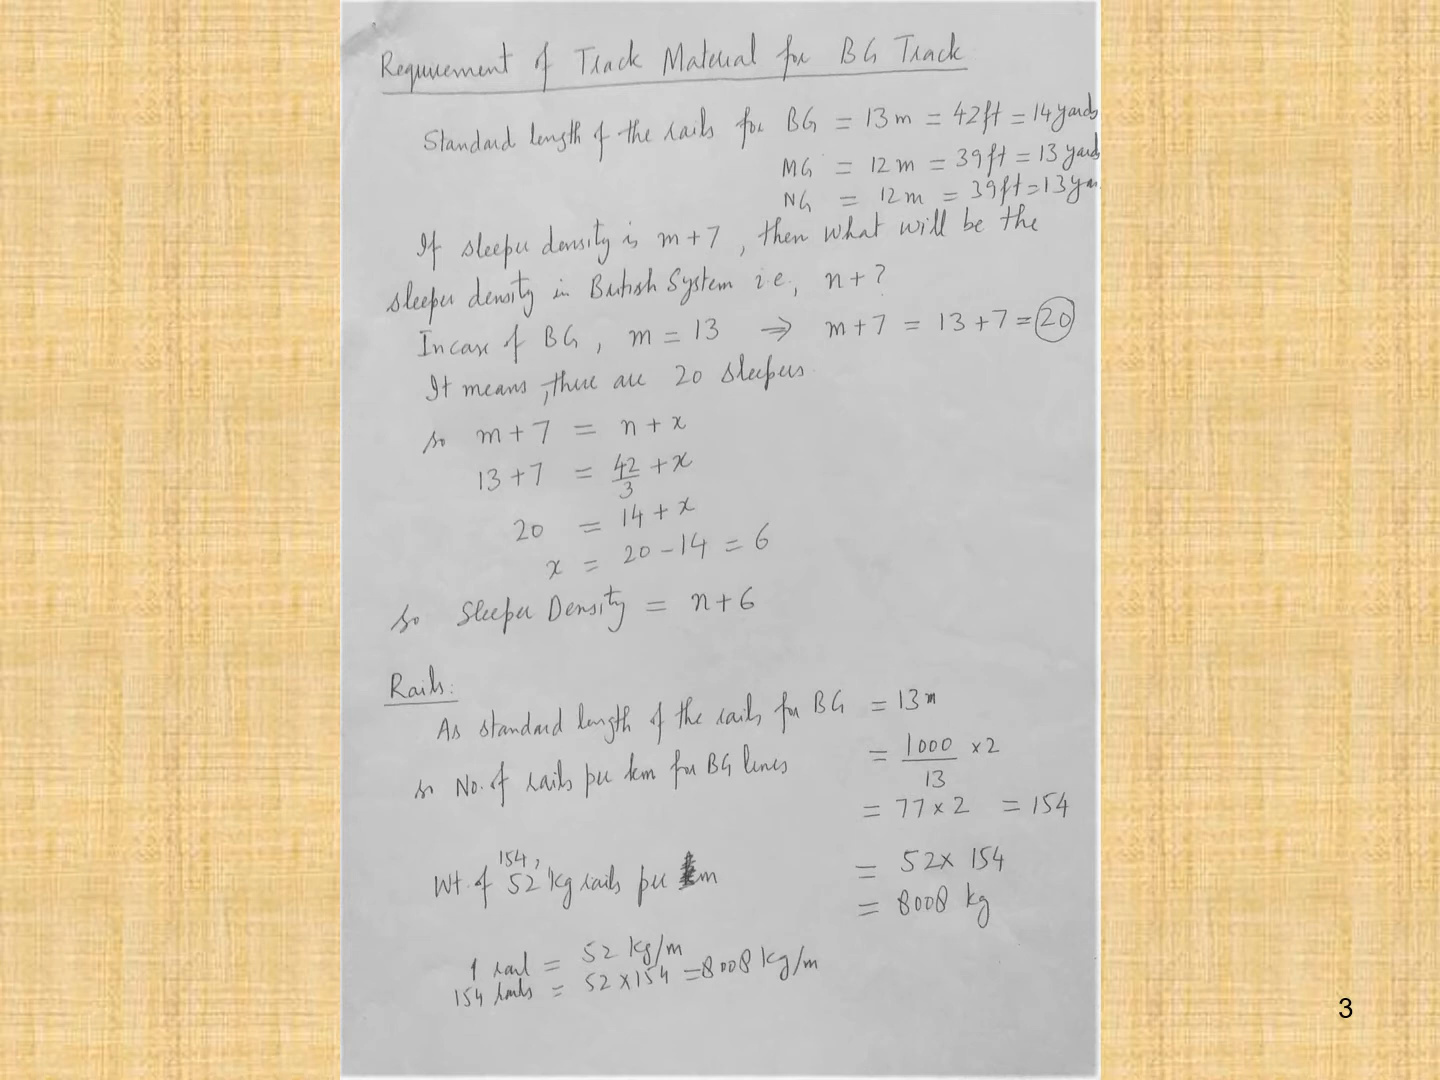 Requirement of Track Material for BG Track
Standard length of the rails for BG = 13 m = 42 ft = 14 yards
MG = 12 m = 39 ft = 13 yards
NG = 12 m = 39 ft = 13 ya
If sleeper density is m + 7 , then what will be the
sleeper density in British System i.e, n + ?
In case of BG , m = 13 ⇒ m + 7 = 13 + 7 = 20
It means , there are 20 sleepers
so m + 7 = n + x
13 + 7 = 42/3 + x
20 = 14 + x
x = 20 - 14 = 6
so Sleeper Density = n + 6
Rails:
As standard length of the rails for BG = 13 m
so No. of rails per km for BG lines = 1000/13 x 2
= 77 x 2 = 154
Wt. of 154, 52 kg rails per m = 52 x 154
= 8008 kg
1 rail = 52 kg/m
154 rails = 52 x 154 = 8008 kg/m
3